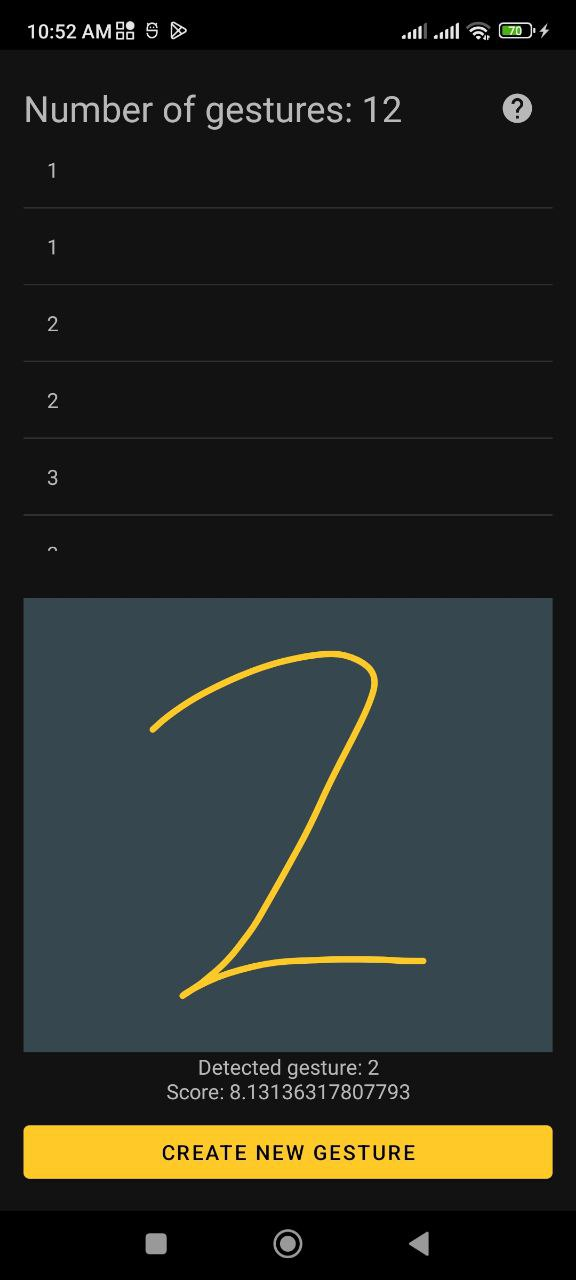 10:52 AM 70
Number of gestures: 12
1
1
2
2
3
2
Detected gesture: 2
Score: 8.13136317807793
CREATE NEW GESTURE